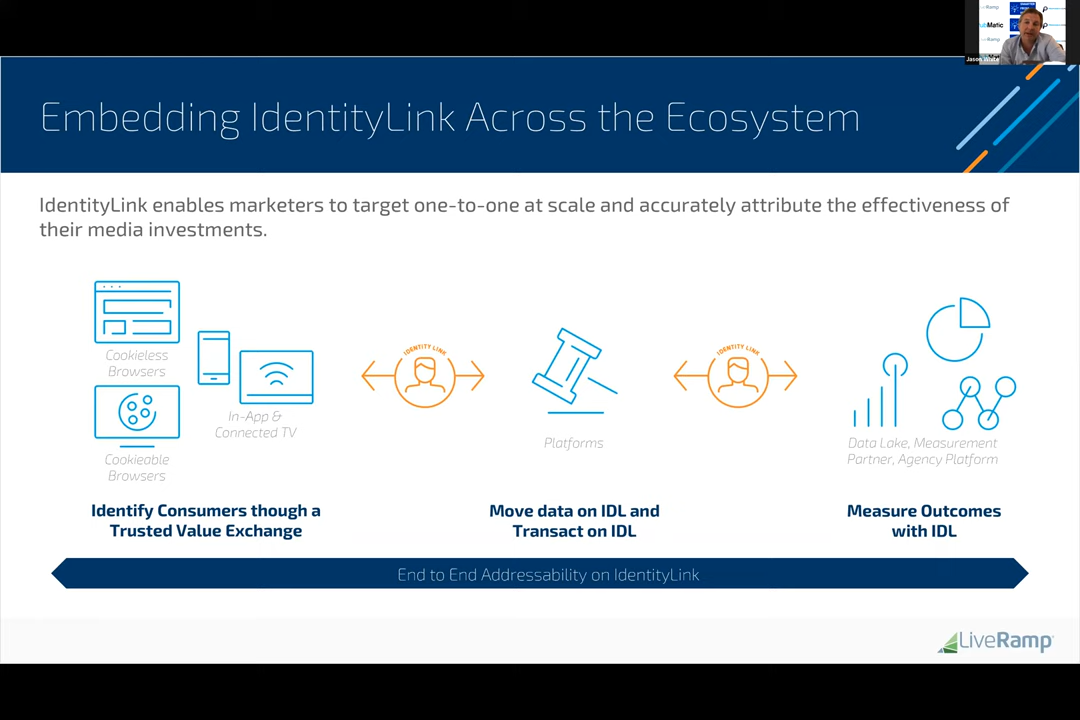 Embedding IdentityLink Across the Ecosystem
IdentityLink enables marketers to target one-to-one at scale and accurately attribute the effectiveness of
their media investments.
Cookieless
Browsers
Cookieable
Browsers
In-App &
Connected TV
IDENTITY LINK
Platforms
IDENTITY LINK
Data Lake, Measurement
Partner, Agency Platform
Identify Consumers though a
Trusted Value Exchange
Move data on IDL and
Transact on IDL
Measure Outcomes
with IDL
End to End Addressability on IdentityLink
LiveRamp
Jason White